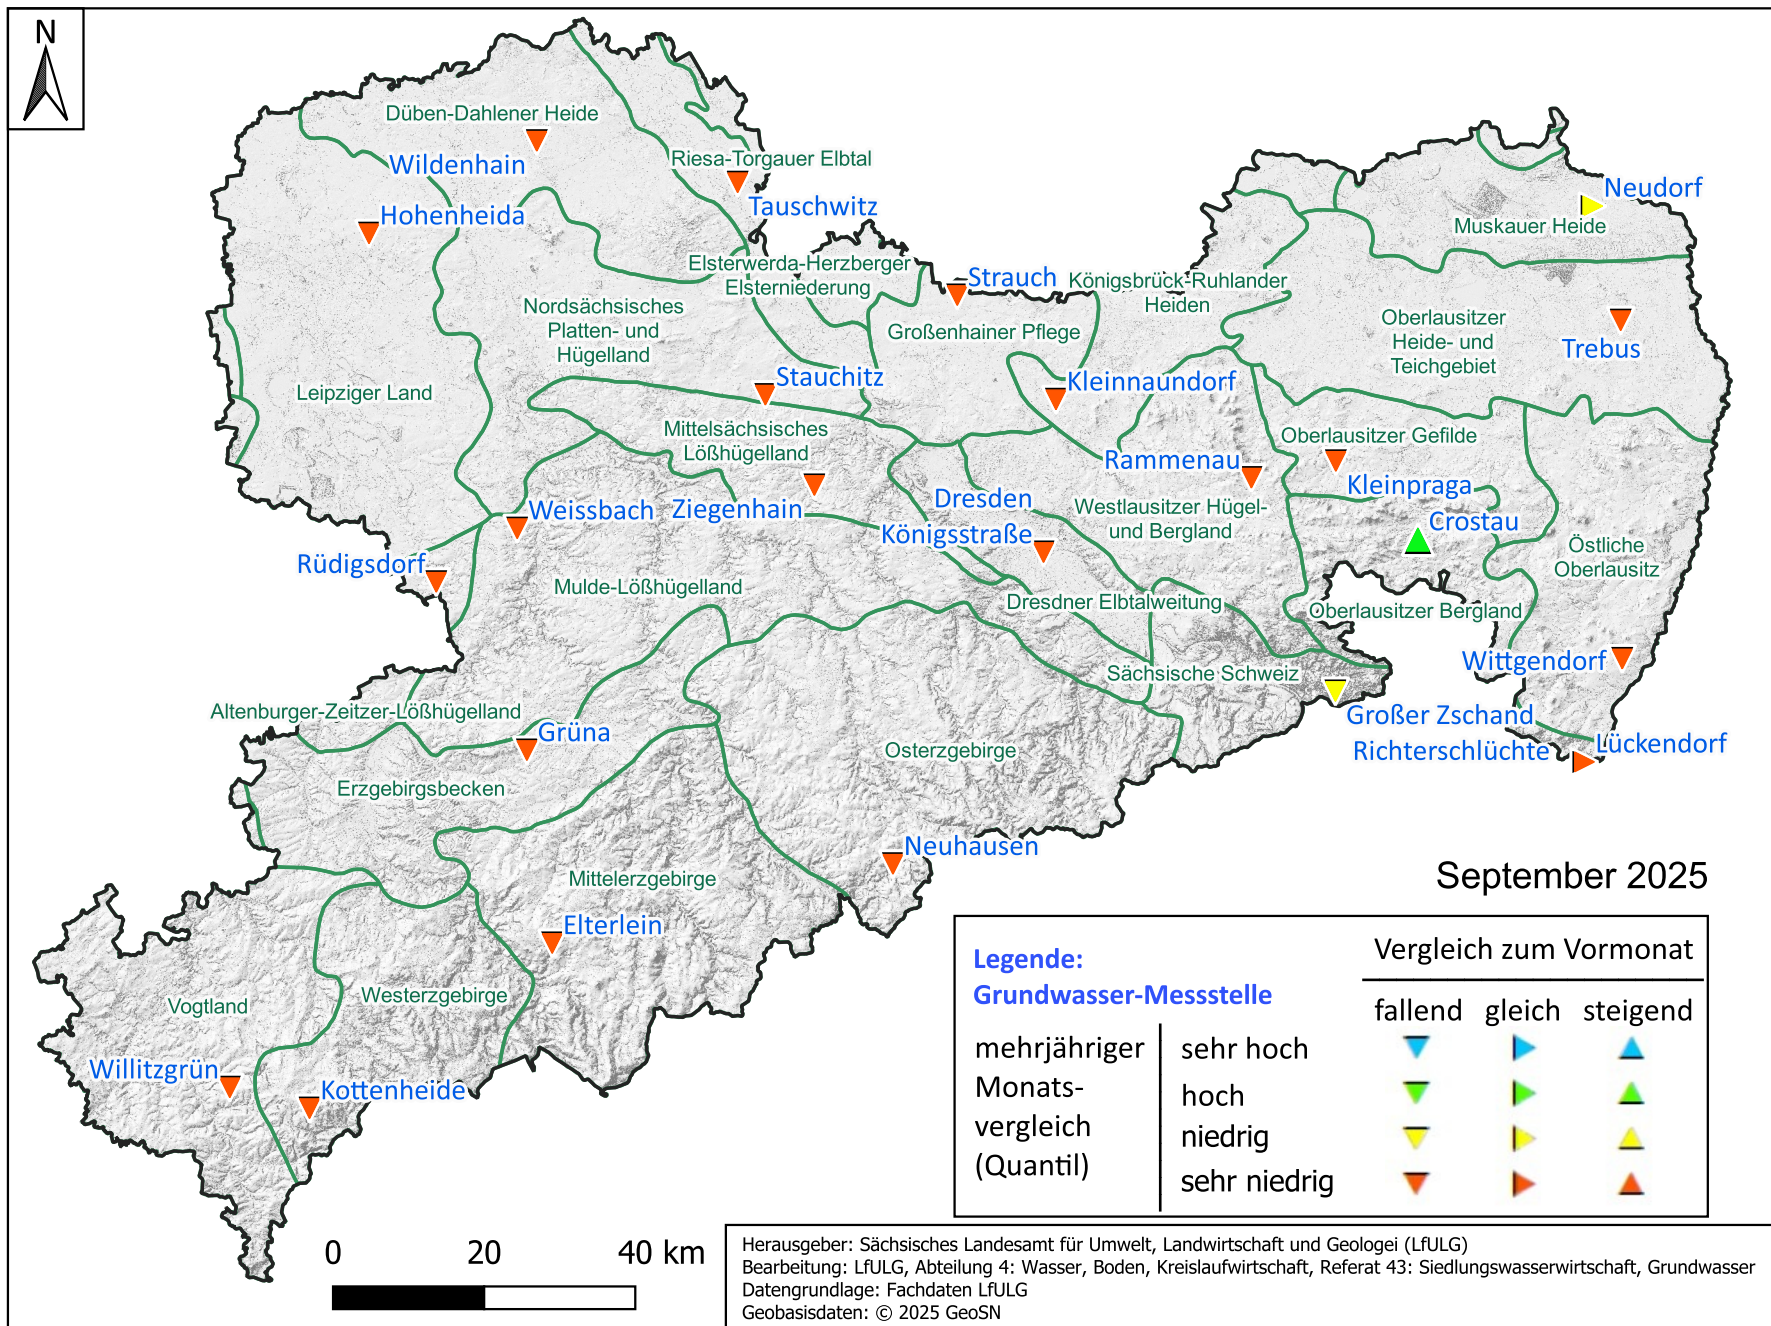 N
Düben-Dahlener Heide
Wildenhain
Riesa-Torgauer Elbtal
Tauschwitz
Hohenheida
Neudorf
Muskauer Heide
Elsterwerda-Herzberger
Elsterniederung
Strauch
Königsbrück-Ruhlander
Heiden
Nordsächsisches
Platten- und
Hügelland
Großenhainer Pflege
Oberlausitzer
Heide- und
Teichgebiet
Trebus
Leipziger Land
Stauchitz
Kleinnaundorf
Mittelsächsisches
Lößhügelland
Oberlausitzer Gefilde
Rammenau
Kleinpraga
Weissbach
Ziegenhain
Dresden
Königsstraße
Westlausitzer Hügel-
und Bergland
Crostau
Östliche
Oberlausitz
Rüdigsdorf
Mulde-Lößhügelland
Dresdner Elbtalweitung
Oberlausitzer Bergland
Wittgendorf
Sächsische Schweiz
Großer Zschand
Richterschlüchte
Lückendorf
Altenburger-Zeitzer-Lößhügelland
Grüna
Osterzgebirge
Erzgebirgsbecken
Neuhausen
Mittelerzgebirge
Elterlein
Westerzgebirge
Vogtland
Willitzgrün
Kottenheide
September 2025
Legende:
Grundwasser-Messstelle
Vergleich zum Vormonat
fallend gleich steigend
mehrjähriger
Monats-
vergleich
(Quantil)
sehr hoch
hoch
niedrig
sehr niedrig
0 20 40 km
Herausgeber: Sächsisches Landesamt für Umwelt, Landwirtschaft und Geologei (LfULG)
Bearbeitung: LfULG, Abteilung 4: Wasser, Boden, Kreislaufwirtschaft, Referat 43: Siedlungswasserwirtschaft, Grundwasser
Datengrundlage: Fachdaten LfULG
Geobasisdaten: © 2025 GeoSN